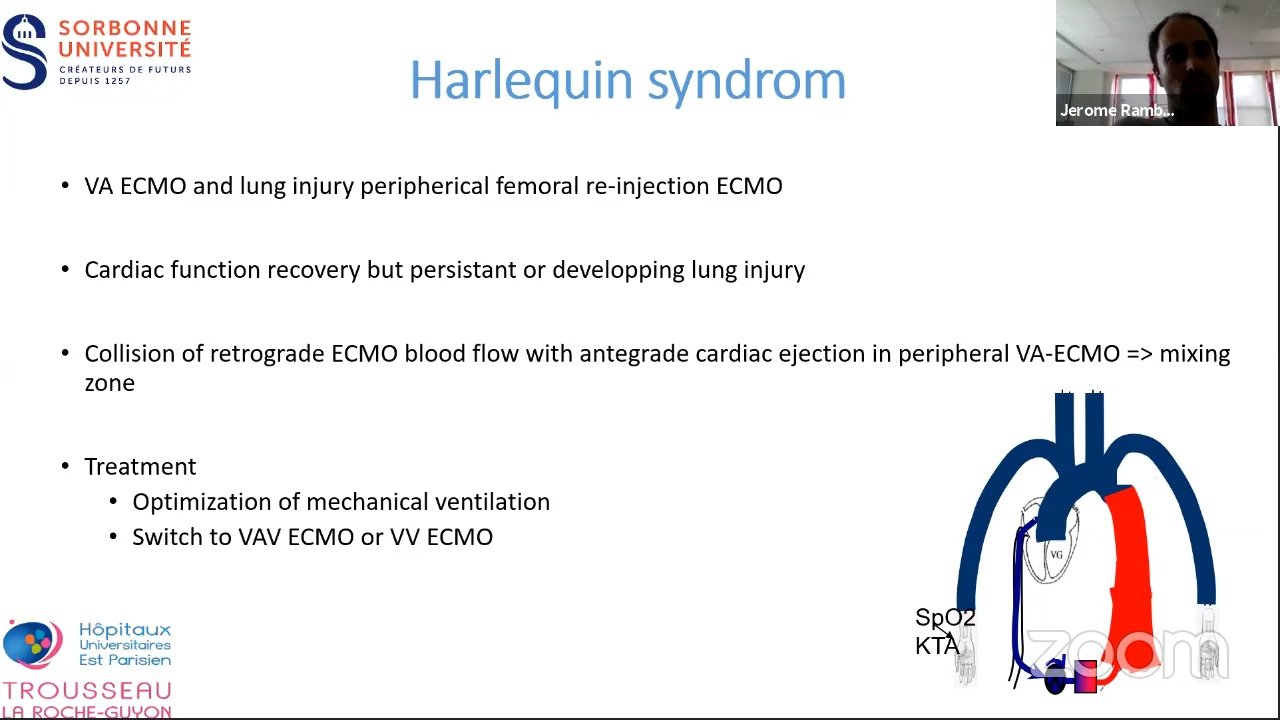 SORBONNE
UNIVERSITÉ
CRÉATEURS DE FUTURS
DEPUIS 1257
Harlequin syndrom
Jerome Ramb...
• VA ECMO and lung injury peripherical femoral re-injection ECMO
• Cardiac function recovery but persistant or developping lung injury
• Collision of retrograde ECMO blood flow with antegrade cardiac ejection in peripheral VA-ECMO => mixing
zone
• Treatment
• Optimization of mechanical ventilation
• Switch to VAV ECMO or VV ECMO
VG
SpO2
KTA
zoom
Hôpitaux
Universitaires
Est Parisien
TROUSSEAU
LA ROCHE-GUYON